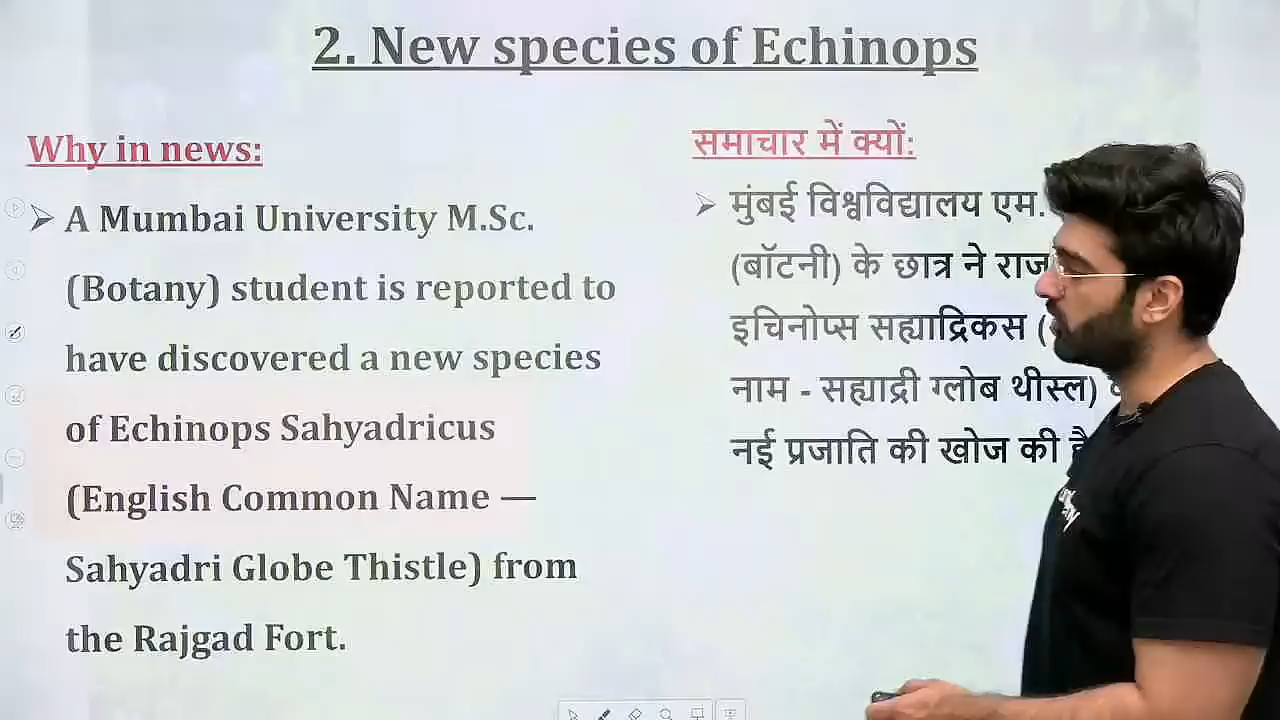 2. New species of Echinops
Why in news:
➢ A Mumbai University M.Sc.
(Botany) student is reported to
have discovered a new species
of Echinops Sahyadricus
(English Common Name —
Sahyadri Globe Thistle) from
the Rajgad Fort.
समाचार में क्यों:
➢ मुंबई विश्वविद्यालय एम.
(बॉटनी) के छात्र ने
इचिनोप्स सह्याद्रिकस (
नाम - सह्याद्री ग्लोब थीस्ल)
नई प्रजाति की खोज की